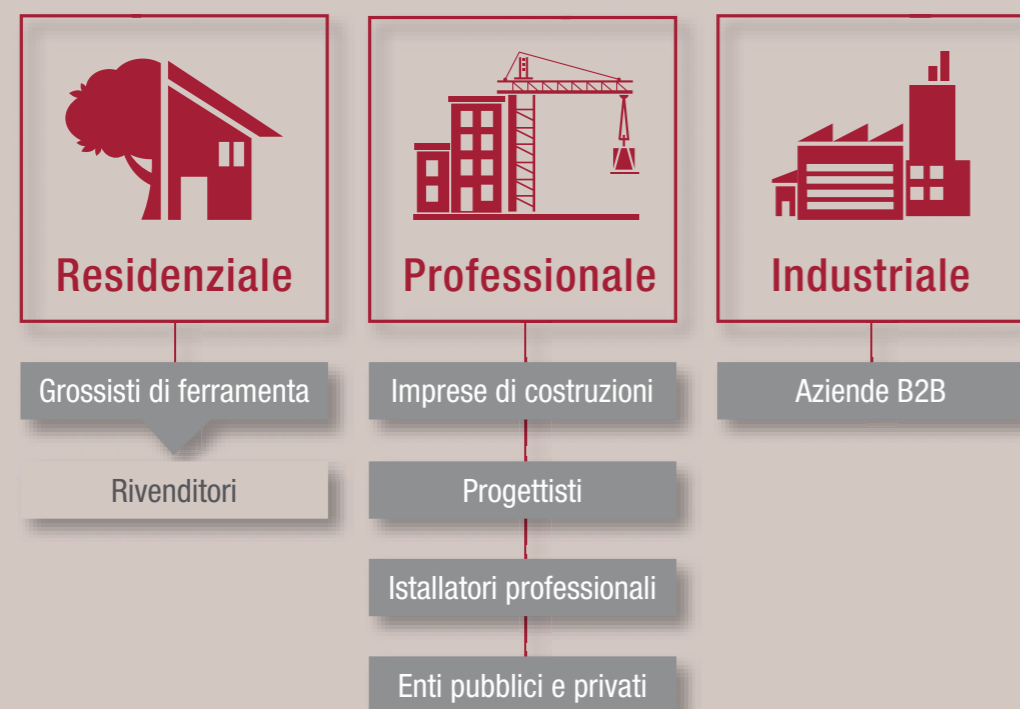 Residenziale
Grossisti di ferramenta
Rivenditori
Professionale
Imprese di costruzioni
Progettisti
Istallatori professionali
Enti pubblici e privati
Industriale
Aziende B2B